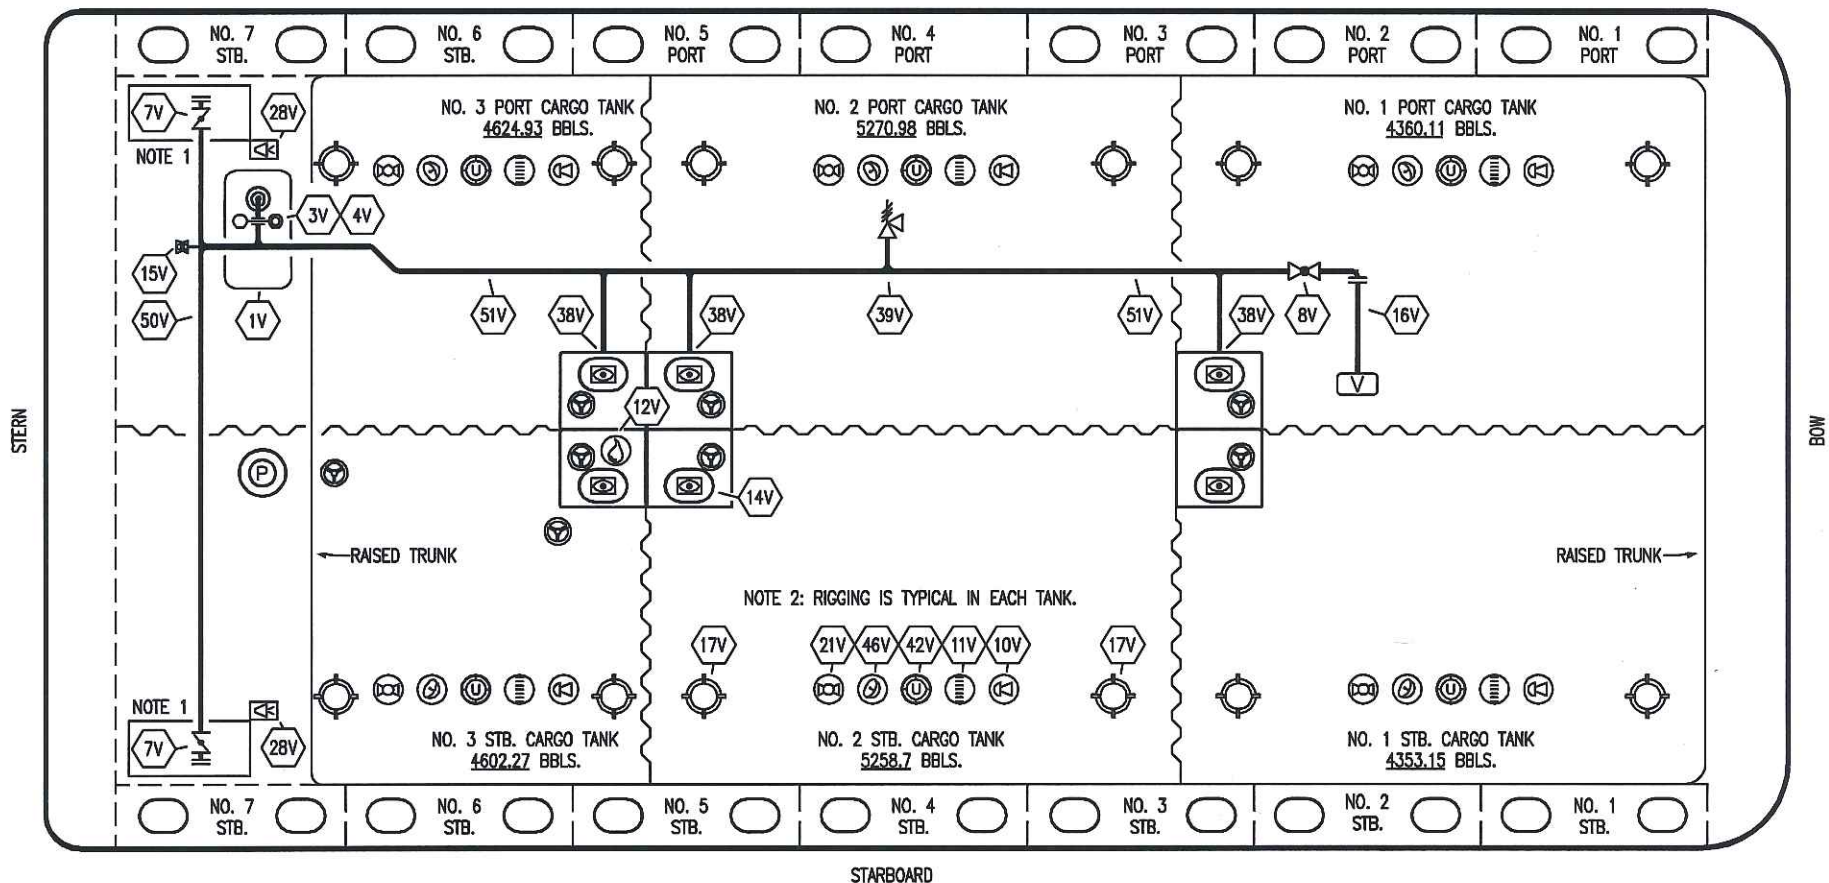 NO. 7
STB.
NO. 6
STB.
NO. 5
PORT
NO. 4
PORT
NO. 3
PORT
NO. 2
PORT
NO. 1
PORT
7V
28V
NOTE 1
NO. 3 PORT CARGO TANK
4624.93 BBLS.
NO. 2 PORT CARGO TANK
5270.98 BBLS.
NO. 1 PORT CARGO TANK
4360.11 BBLS.
U
U
U
3V
4V
15V
50V
1V
51V
38V
38V
39V
51V
38V
8V
16V
V
12V
STERN
BOW
P
14V
RAISED TRUNK
RAISED TRUNK
NOTE 2: RIGGING IS TYPICAL IN EACH TANK.
17V
21V
46V
42V
11V
10V
17V
U
U
U
NOTE 1
7V
28V
NO. 3 STB. CARGO TANK
4602.27 BBLS.
NO. 2 STB. CARGO TANK
5258.7 BBLS.
NO. 1 STB. CARGO TANK
4353.15 BBLS.
NO. 7
STB.
NO. 6
STB.
NO. 5
STB.
NO. 4
STB.
NO. 3
STB.
NO. 2
STB.
NO. 1
STB.
STARBOARD